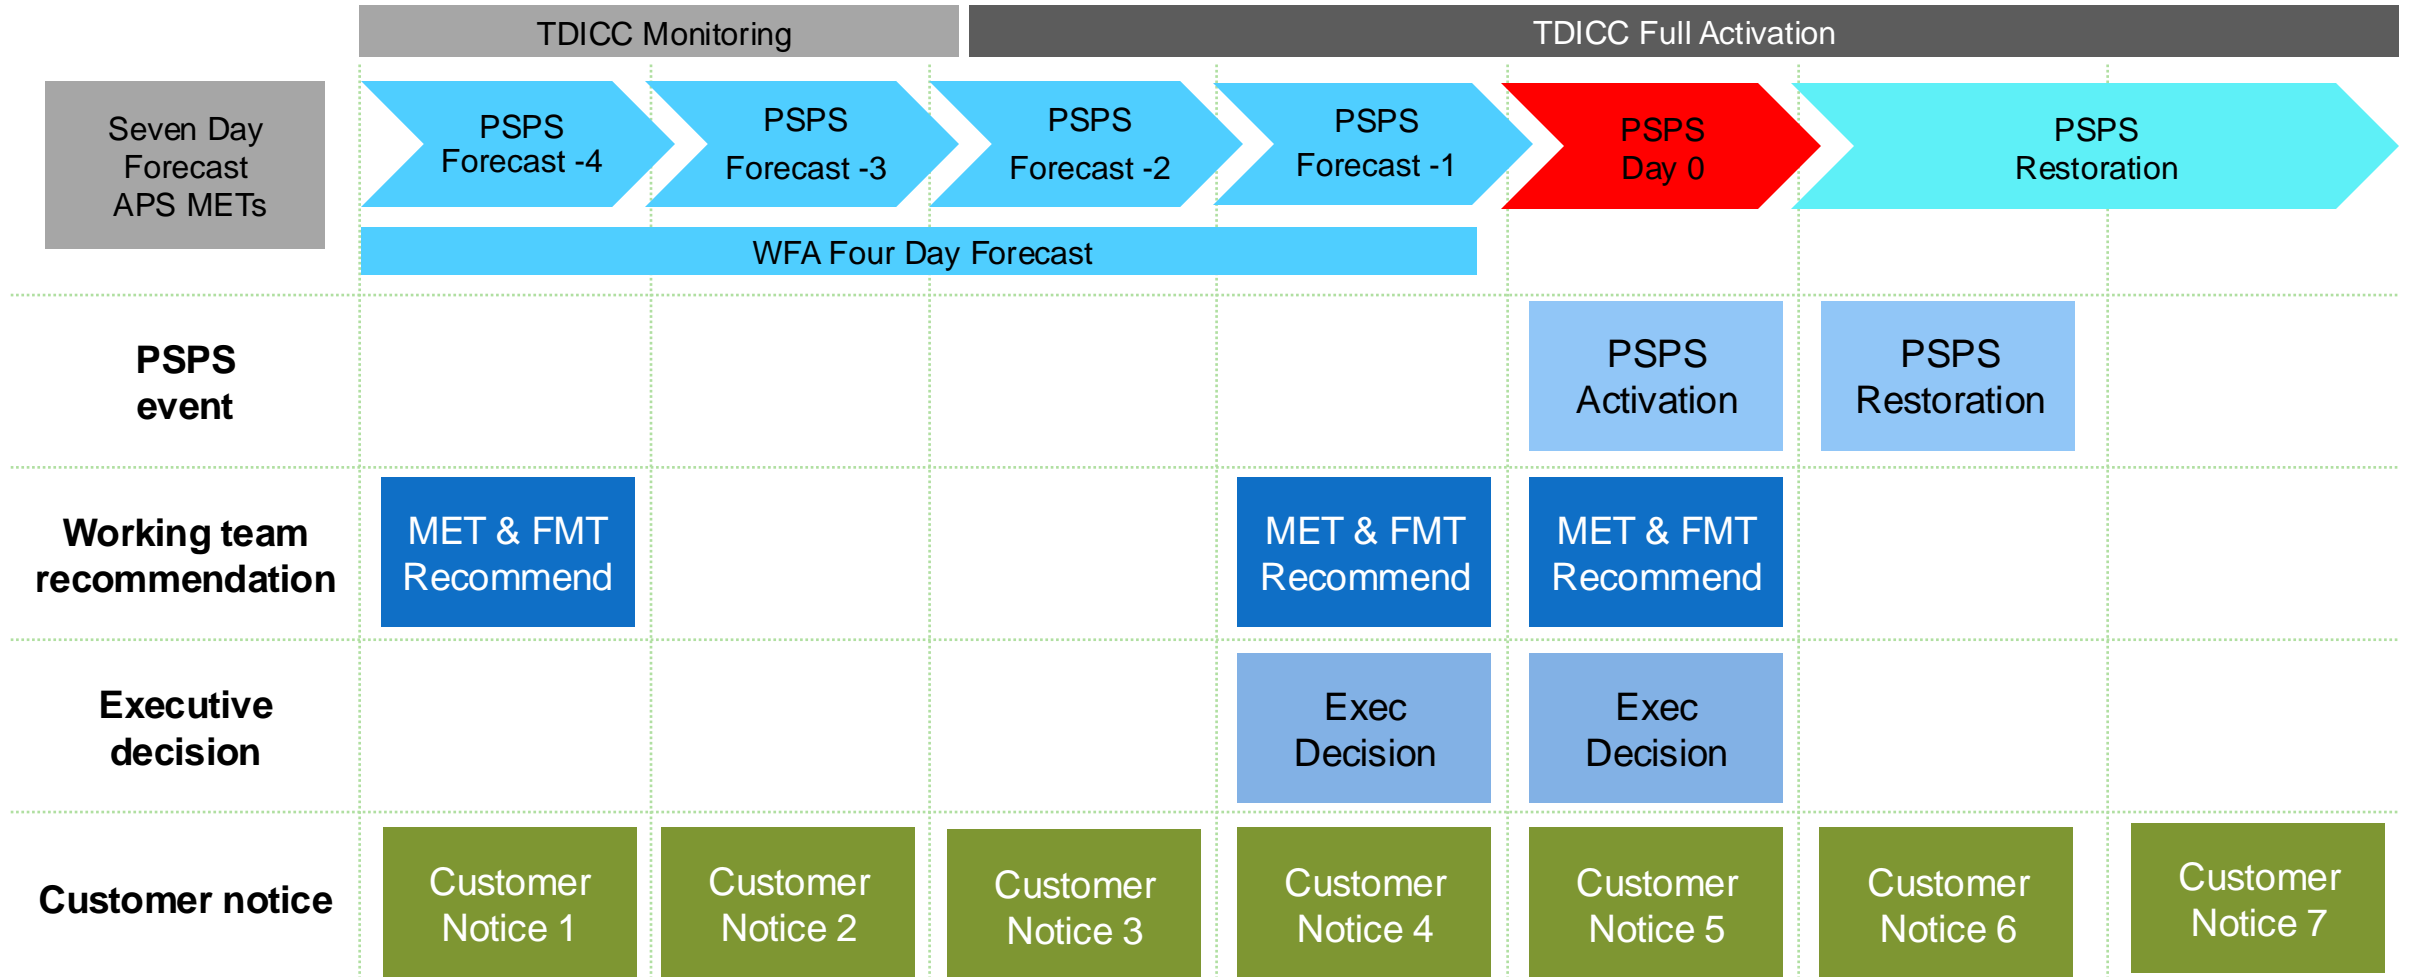 TDICC Monitoring
TDICC Full Activation
Seven Day
Forecast
APS METs
PSPS
Forecast -4
PSPS
Forecast -3
PSPS
Forecast -2
PSPS
Forecast -1
PSPS
Day 0
PSPS
Restoration
WFA Four Day Forecast
PSPS
event
PSPS
Activation
PSPS
Restoration
Working team
recommendation
MET & FMT
Recommend
MET & FMT
Recommend
MET & FMT
Recommend
Executive
decision
Exec
Decision
Exec
Decision
Customer notice
Customer
Notice 1
Customer
Notice 2
Customer
Notice 3
Customer
Notice 4
Customer
Notice 5
Customer
Notice 6
Customer
Notice 7